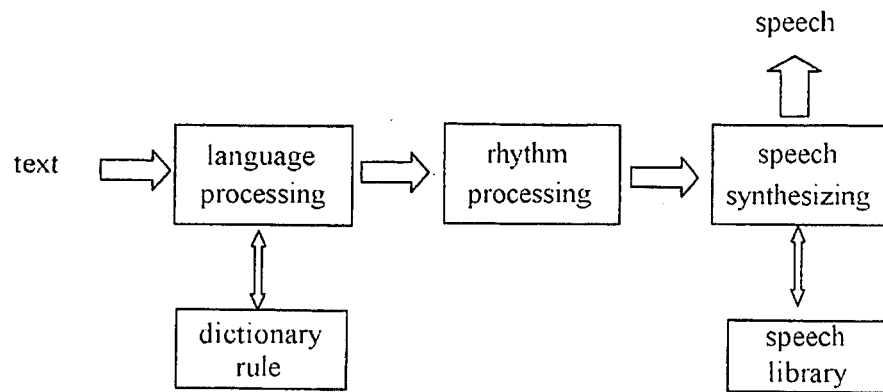 speech
text
language
processing
rhythm
processing
speech
synthesizing
dictionary
rule
speech
library